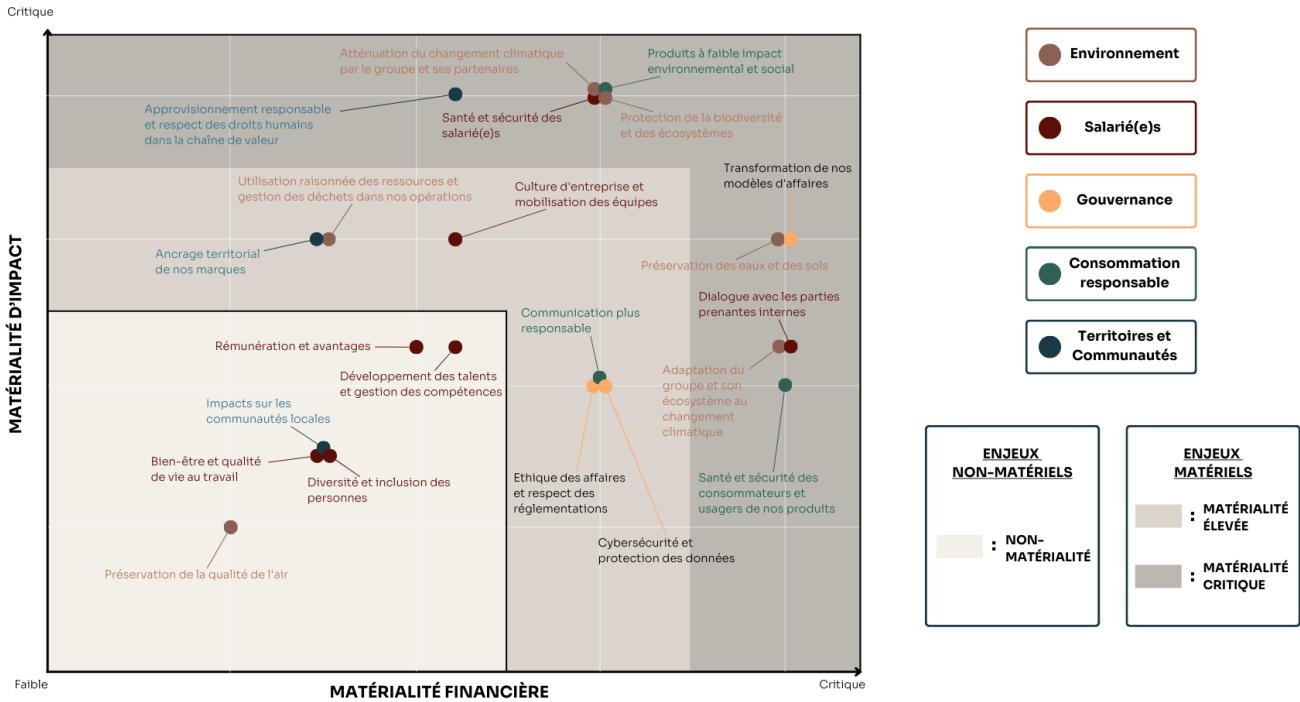 Critique
Atténuation du changement climatique
par le groupe et ses partenaires
Produits à faible impact
environnemental et social
Approvisionnement responsable
et respect des droits humains
dans la chaîne de valeur
Santé et sécurité des
salarié(e)s
Protection de la biodiversité
et des écosystèmes
Transformation de nos
modèles d'affaires
Utilisation raisonnée des ressources et
gestion des déchets dans nos opérations
Culture d'entreprise et
mobilisation des équipes
Ancrage territorial
de nos marques
Préservation des eaux et des sols
Dialogue avec les parties
prenantes internes
Communication plus
responsable
Rémunération et avantages
Développement des talents
et gestion des compétences
Adaptation du
groupe et son
écosystème au
changement
climatique
Impacts sur les
communautés locales
Bien-être et qualité
de vie au travail
Diversité et inclusion des
personnes
Ethique des affaires
et respect des
réglementations
Santé et sécurité des
consommateurs et
usagers de nos produits
Cybersécurité et
protection des données
Préservation de la qualité de l'air
MATÉRIALITÉ D'IMPACT
Faible
MATÉRIALITÉ FINANCIÈRE
Critique
Environnement
Salarié(e)s
Gouvernance
Consommation
responsable
Territoires et
Communautés
ENJEUX
NON-MATÉRIELS
: NON-
MATÉRIALITÉ
ENJEUX
MATÉRIELS
: MATÉRIALITÉ
ÉLEVÉE
: MATÉRIALITÉ
CRITIQUE